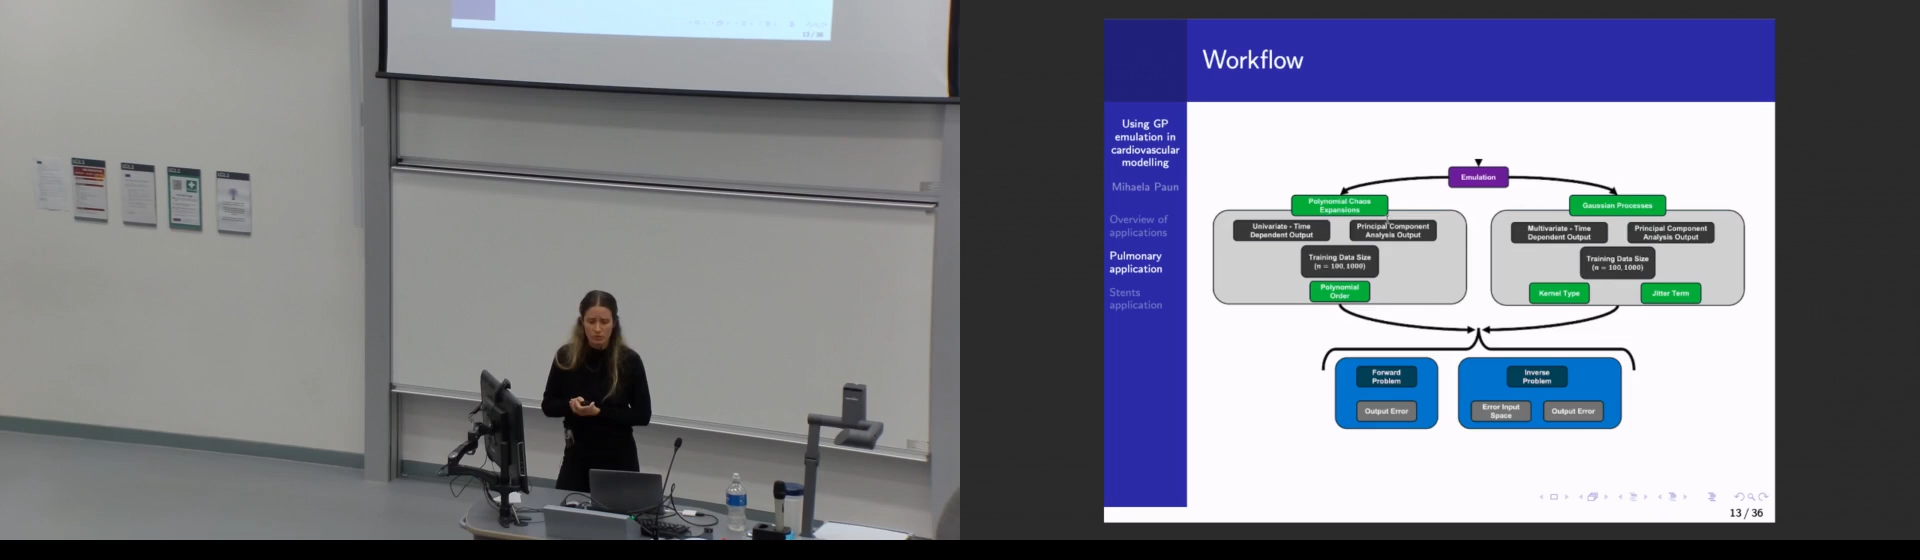 13 / 36
Workflow
Using GP
emulation in
cardiovascular
modelling
Mihaela Paun
Overview of
applications
Pulmonary
application
Stents
application
Emulation
Polynomial Chaos
Expansions
Univariate - Time
Dependent Output
Principal Component
Analysis Output
Training Data Size
(n = 100, 1000)
Polynomial
Order
Gaussian Processes
Multivariate - Time
Dependent Output
Principal Component
Analysis Output
Training Data Size
(n = 100, 1000)
Kernel Type
Jitter Term
Forward
Problem
Output Error
Inverse
Problem
Error Input
Space
Output Error
13 / 36